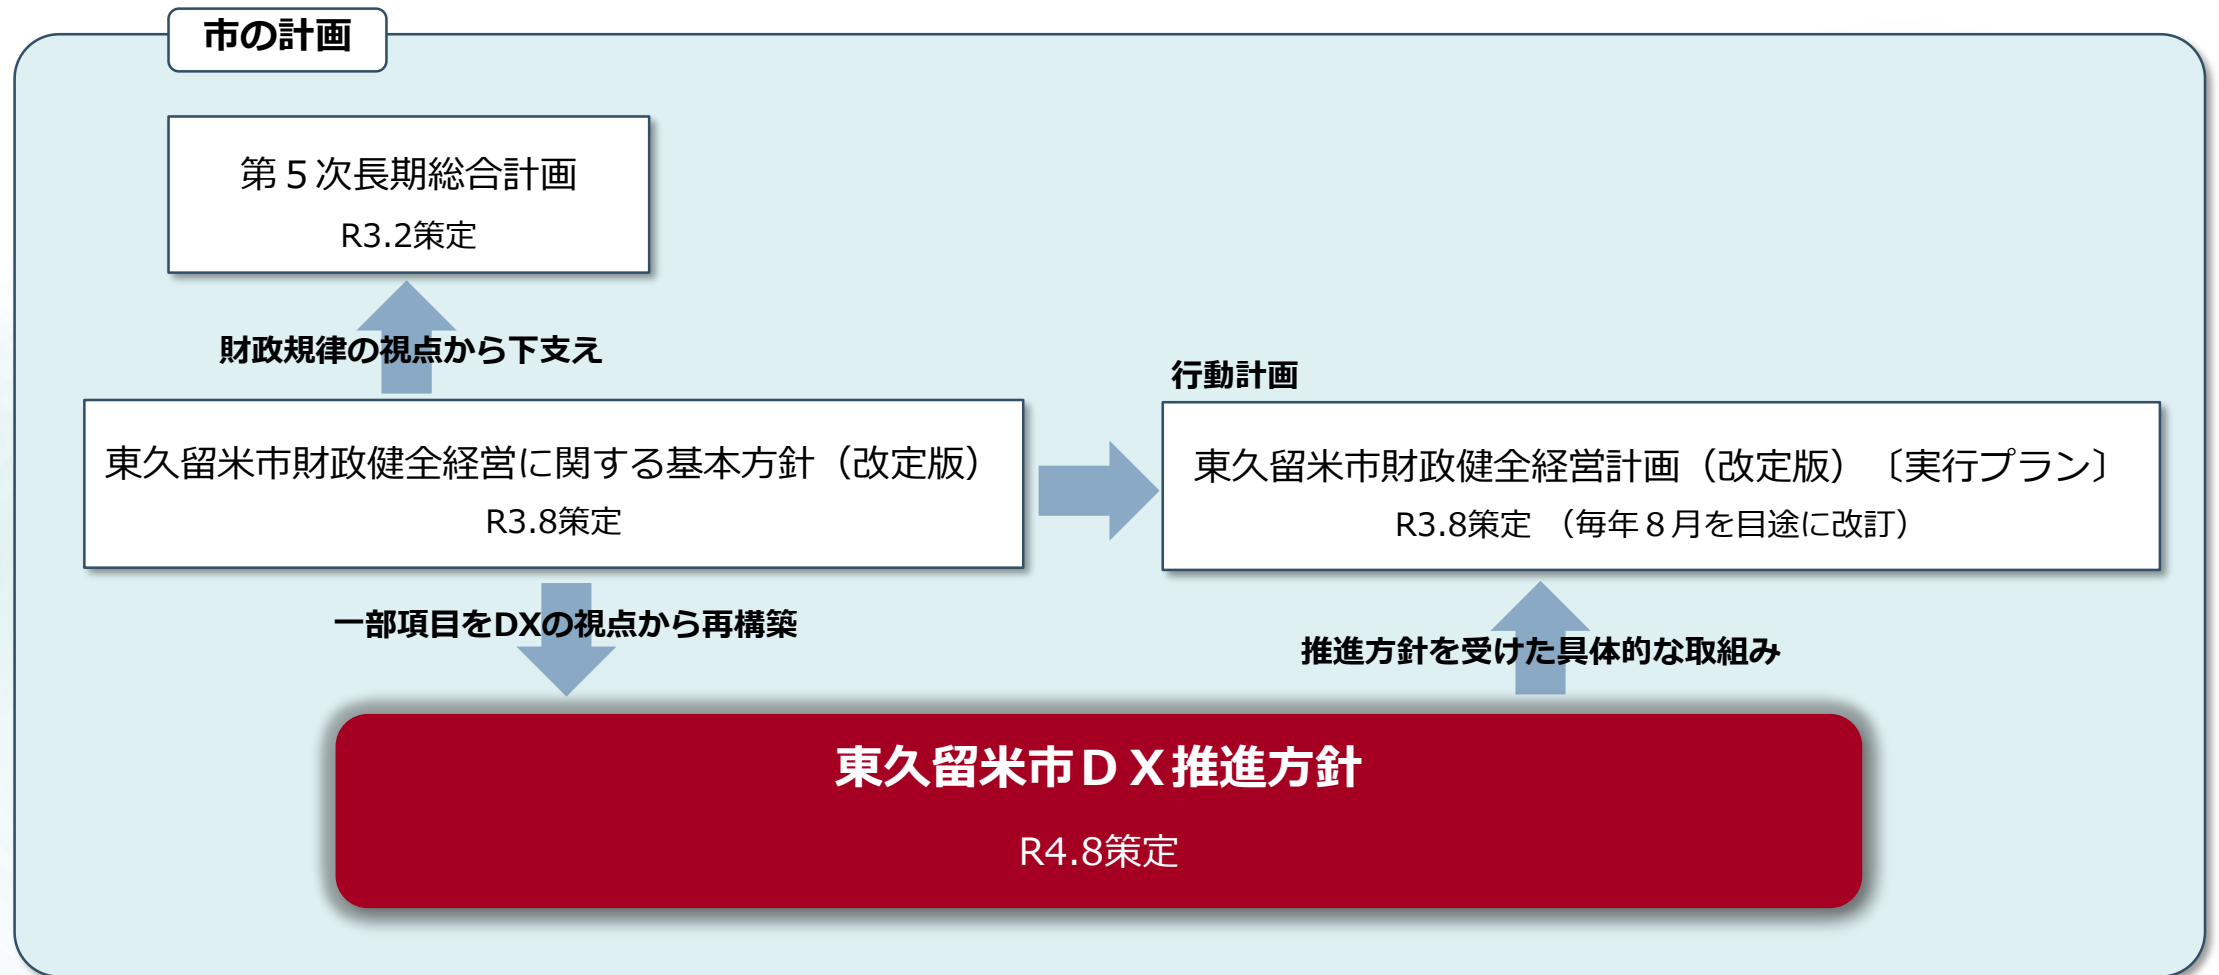 市の計画
第５次長期総合計画
R3.2策定
財政規律の視点から下支え
行動計画
東久留米市財政健全経営に関する基本方針（改定版）
R3.8策定
東久留米市財政健全経営計画（改定版）〔実行プラン〕
R3.8策定 （毎年８月を目途に改訂）
一部項目をDXの視点から再構築
推進方針を受けた具体的な取組み
東久留米市ＤＸ推進方針
R4.8策定